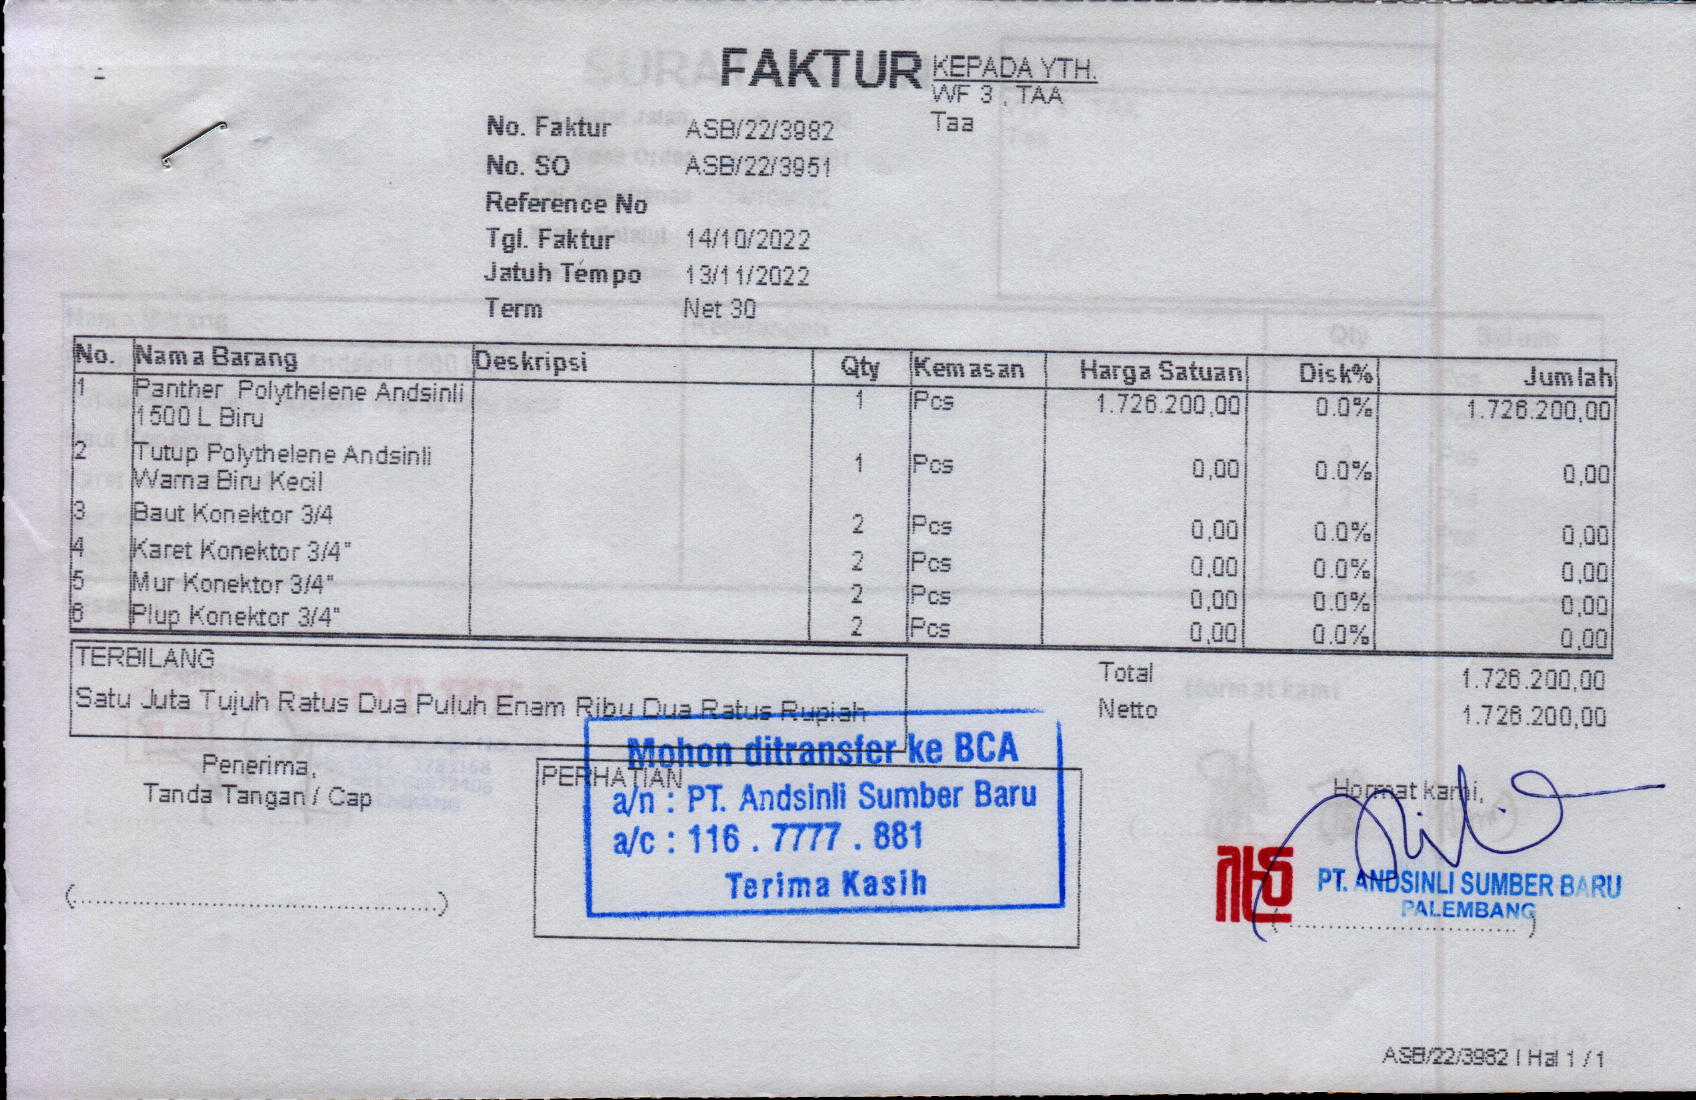 FAKTUR
KEPADA YTH.
WF 3 , TAA
Taa
No. Faktur ASB/22/3982
No. SO ASB/22/3951
Reference No
Tgl. Faktur 14/10/2022
Jatuh Tempo 13/11/2022
Term Net 30
No. Nama Barang Deskripsi Qty Kemasan Harga Satuan Disk% Jumlah
1 Panther Polythelene Andsinli 1 Pcs 1.726.200,00 0.0% 1.726.200,00
1500 L Biru
2 Tutup Polythelene Andsinli 1 Pcs 0,00 0.0% 0,00
Warna Biru Kecil
3 Baut Konektor 3/4 2 Pcs 0,00 0.0% 0,00
4 Karet Konektor 3/4" 2 Pcs 0,00 0.0% 0,00
5 Mur Konektor 3/4" 2 Pcs 0,00 0.0% 0,00
6 Plup Konektor 3/4" 2 Pcs 0,00 0.0% 0,00
TERBILANG
Satu Juta Tujuh Ratus Dua Puluh Enam Ribu Dua Ratus Rupiah
Total 1.726.200,00
Netto 1.726.200,00
Penerima,
Tanda Tangan / Cap
(............................................)
PERHATIAN
Mohon ditransfer ke BCA
a/n : PT. Andsinli Sumber Baru
a/c : 116 . 7777 . 881
Terima Kasih
Hormat kami,
PT. ANDSINLI SUMBER BARU
PALEMBANG
(................................)
ASB/22/3982 | Hal 1 / 1